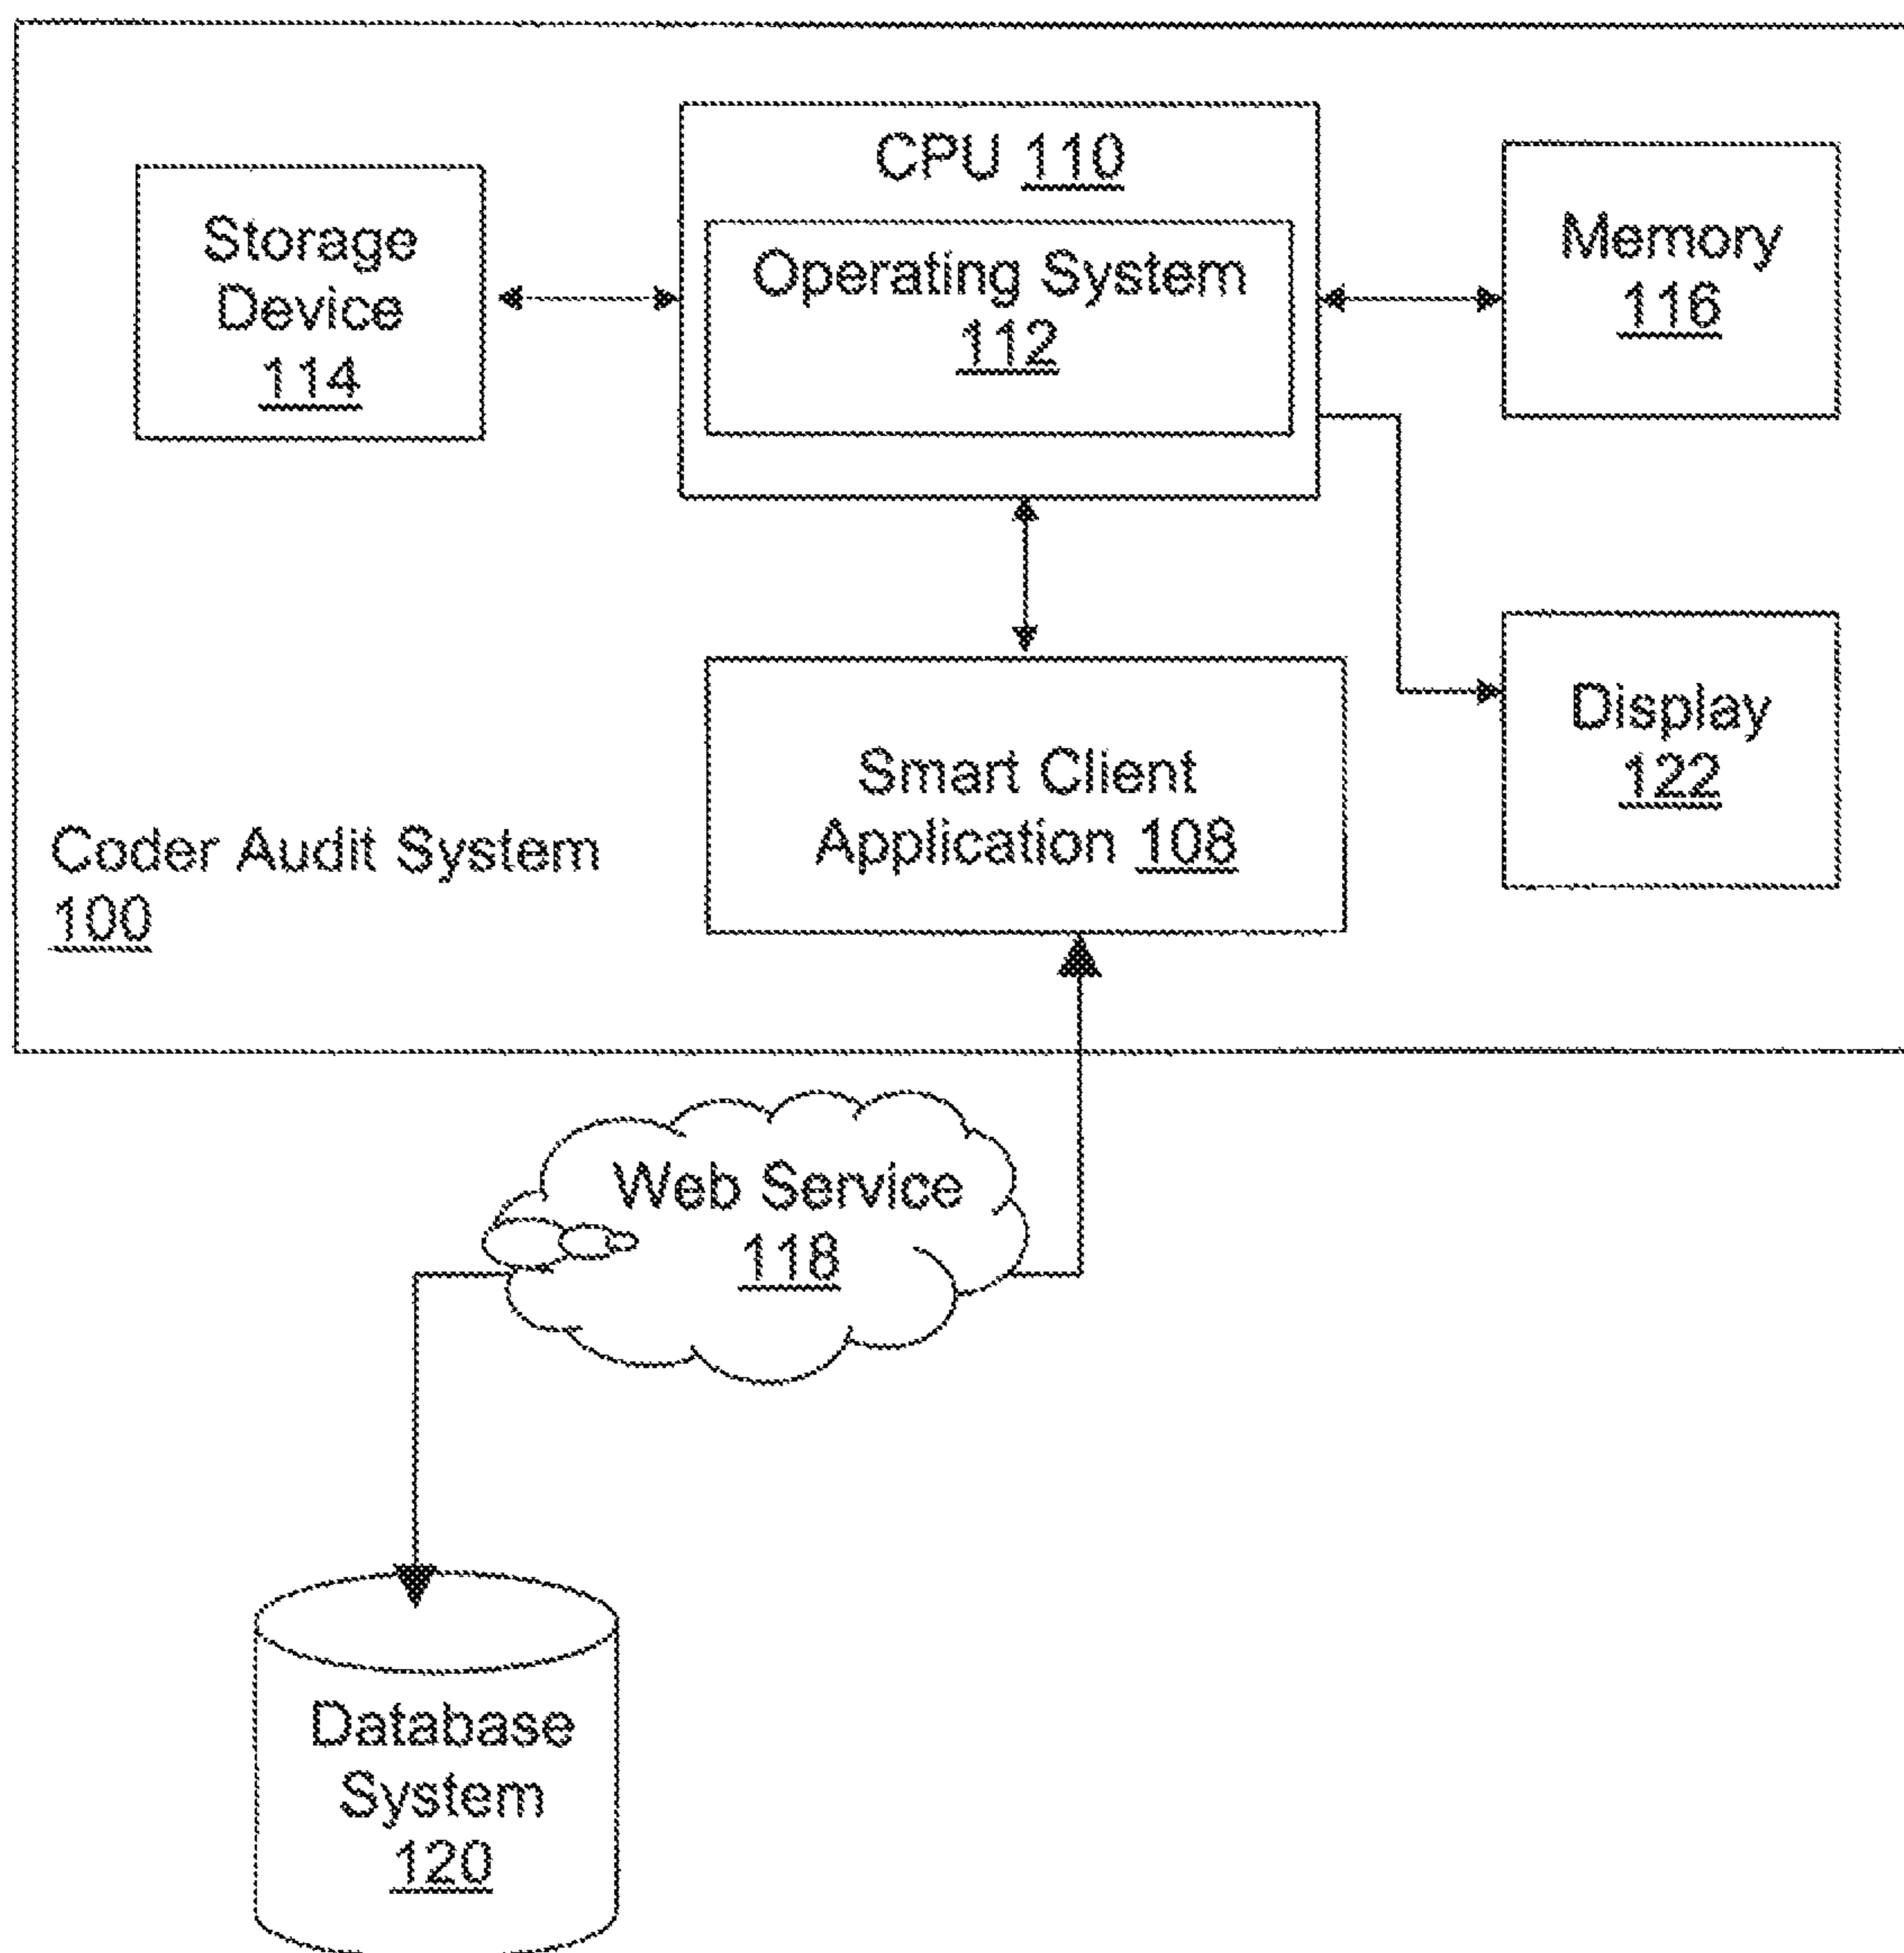 CPU 110
Storage
Device
114
Operating System
112
Memory
116
Smart Client
Application 108
Display
122
Coder Audit System
100
Web Service
118
Database
System
120